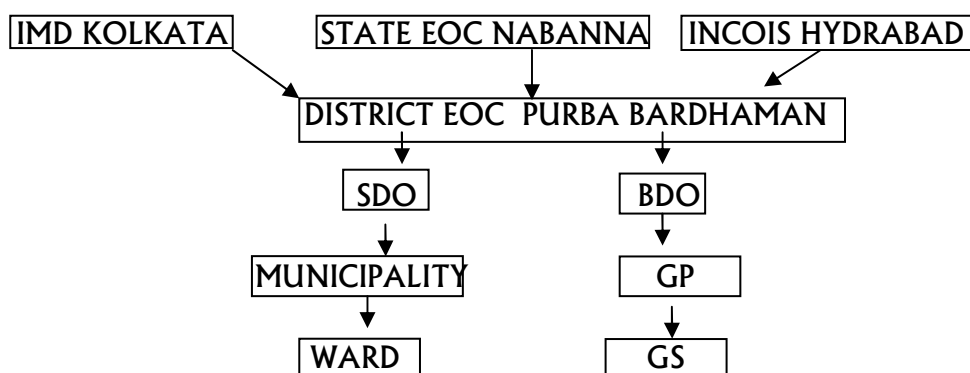 IMD KOLKATA
STATE EOC NABANNA
INCOIS HYDRABAD
DISTRICT EOC PURBA BARDHAMAN
SDO
BDO
MUNICIPALITY
GP
WARD
GS